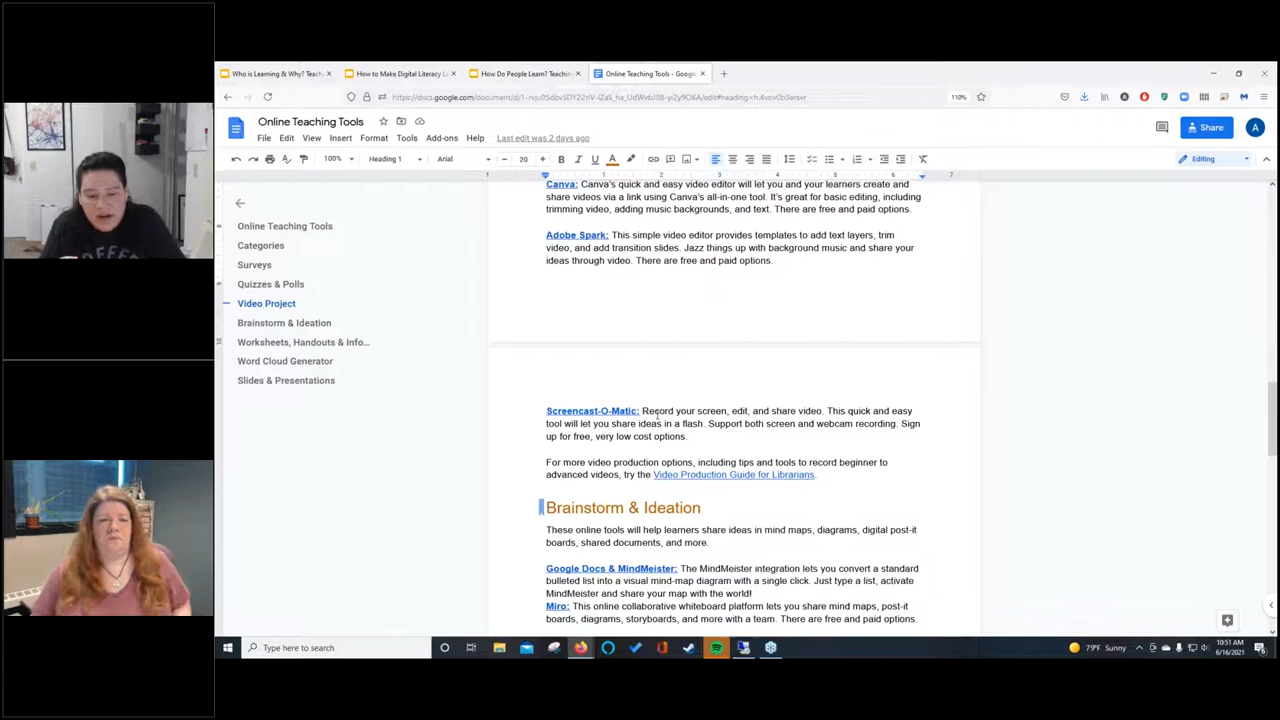 Who is Learning & Why? Teach
How to Make Digital Literacy Le
How Do People Learn? Teaching
Online Teaching Tools - Google
110%
Online Teaching Tools
File Edit View Insert Format Tools Add-ons Help Last edit was 2 days ago
Share
A
100% Heading 1 Arial 20 Editing
1 1 2 3 4 5 6 7
Online Teaching Tools
Categories
Surveys
Quizzes & Polls
Video Project
Brainstorm & Ideation
Worksheets, Handouts & Info...
Word Cloud Generator
Slides & Presentations
Canva: Canva's quick and easy video editor will let you and your learners create and
share videos via a link using Canva's all-in-one tool. It's great for basic editing, including
trimming video, adding music backgrounds, and text. There are free and paid options.
Adobe Spark: This simple video editor provides templates to add text layers, trim
video, and add transition slides. Jazz things up with background music and share your
ideas through video. There are free and paid options.
Screencast-O-Matic: Record your screen, edit, and share video. This quick and easy
tool will let you share ideas in a flash. Support both screen and webcam recording. Sign
up for free, very low cost options.
For more video production options, including tips and tools to record beginner to
advanced videos, try the Video Production Guide for Librarians.
Brainstorm & Ideation
These online tools will help learners share ideas in mind maps, diagrams, digital post-it
boards, shared documents, and more.
Google Docs & MindMeister: The MindMeister integration lets you convert a standard
bulleted list into a visual mind-map diagram with a single click. Just type a list, activate
MindMeister and share your map with the world!
Miro: This online collaborative whiteboard platform lets you share mind maps, post-it
boards, diagrams, storyboards, and more with a team. There are free and paid options.
Type here to search
79°F Sunny
10:51 AM
6/16/2021